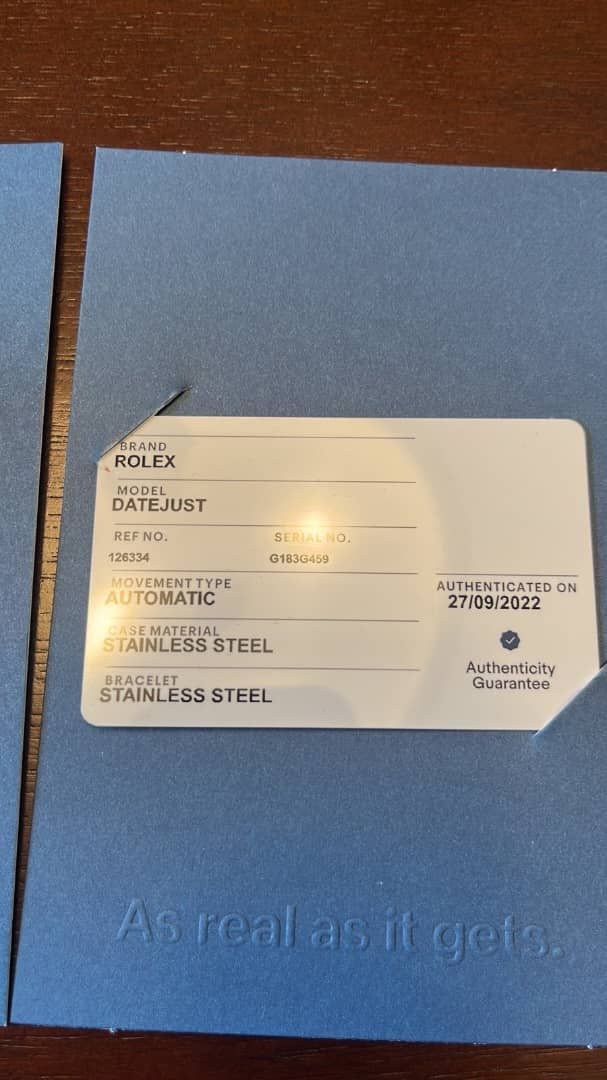 BRAND
ROLEX
MODEL
DATEJUST
REF NO. SERIAL NO.
126334 G183G459
MOVEMENT TYPE
AUTOMATIC
CASE MATERIAL
STAINLESS STEEL
BRACELET
STAINLESS STEEL
AUTHENTICATED ON
27/09/2022
Authenticity
Guarantee
As real as it gets.